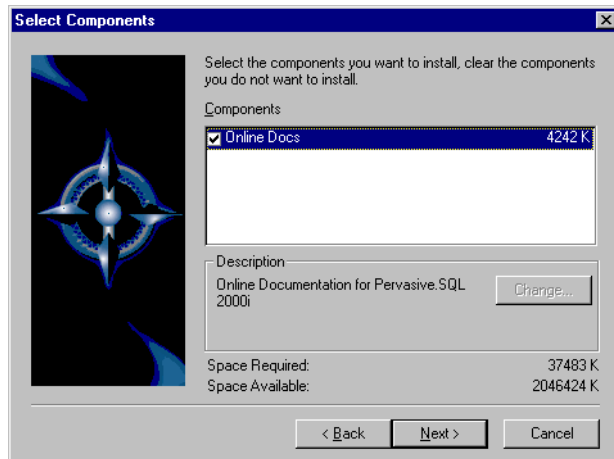 Select Components
Select the components you want to install, clear the components
you do not want to install.
Components
Online Docs 4242 K
Description
Online Documentation for Pervasive.SQL
2000i
Change...
Space Required: 37483 K
Space Available: 2046424 K
< Back Next > Cancel